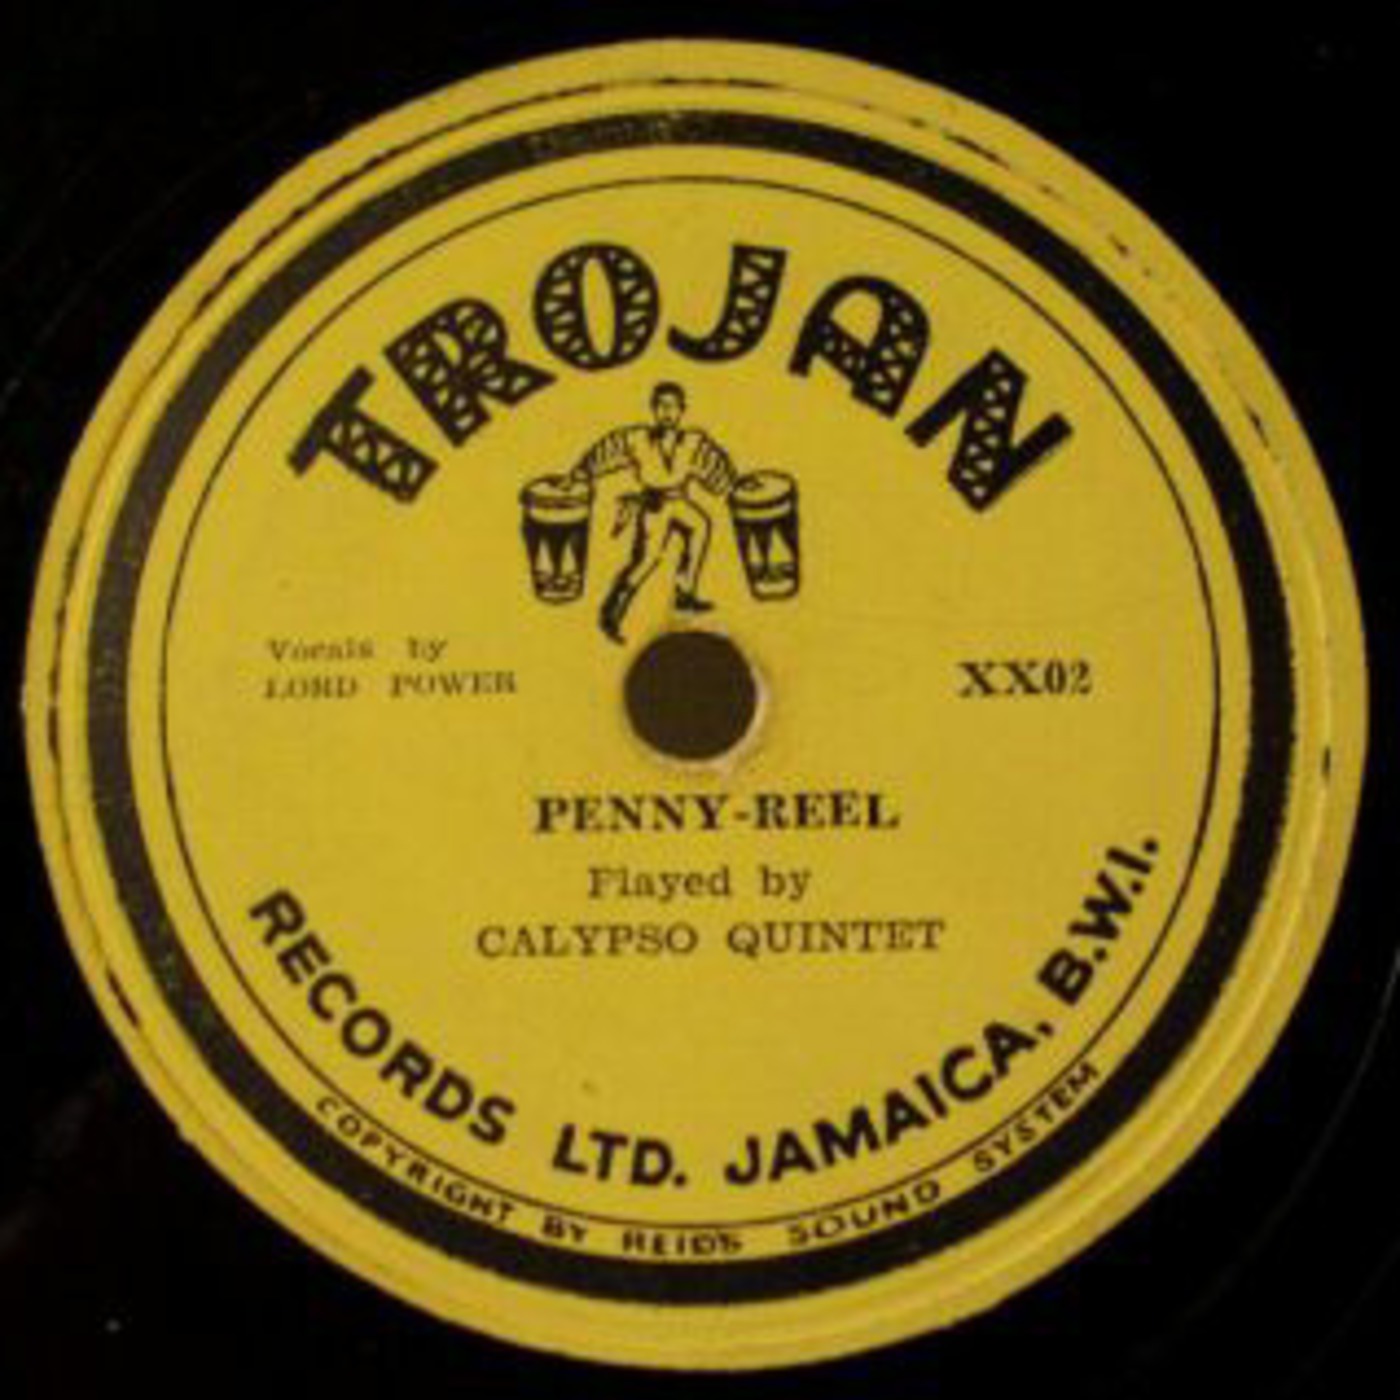 TROJAN
Vocals by
LORD POWER
XX02
PENNY-REEL
Played by
CALYPSO QUINTET
RECORDS LTD. JAMAICA, B.W.I.
COPYRIGHT BY REIDS SOUND SYSTEM